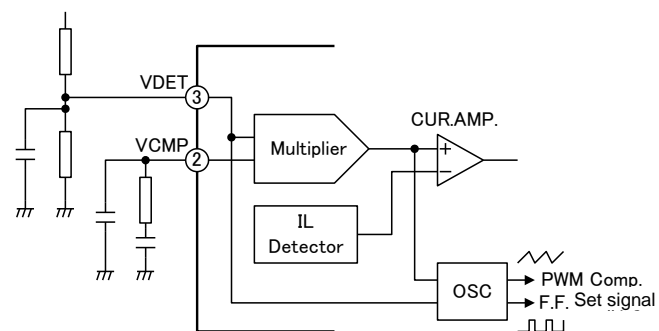 VDET
3
CUR.AMP.
VCMP
2
Multiplier
+
−
IL
Detector
OSC
PWM Comp.
F.F. Set signal